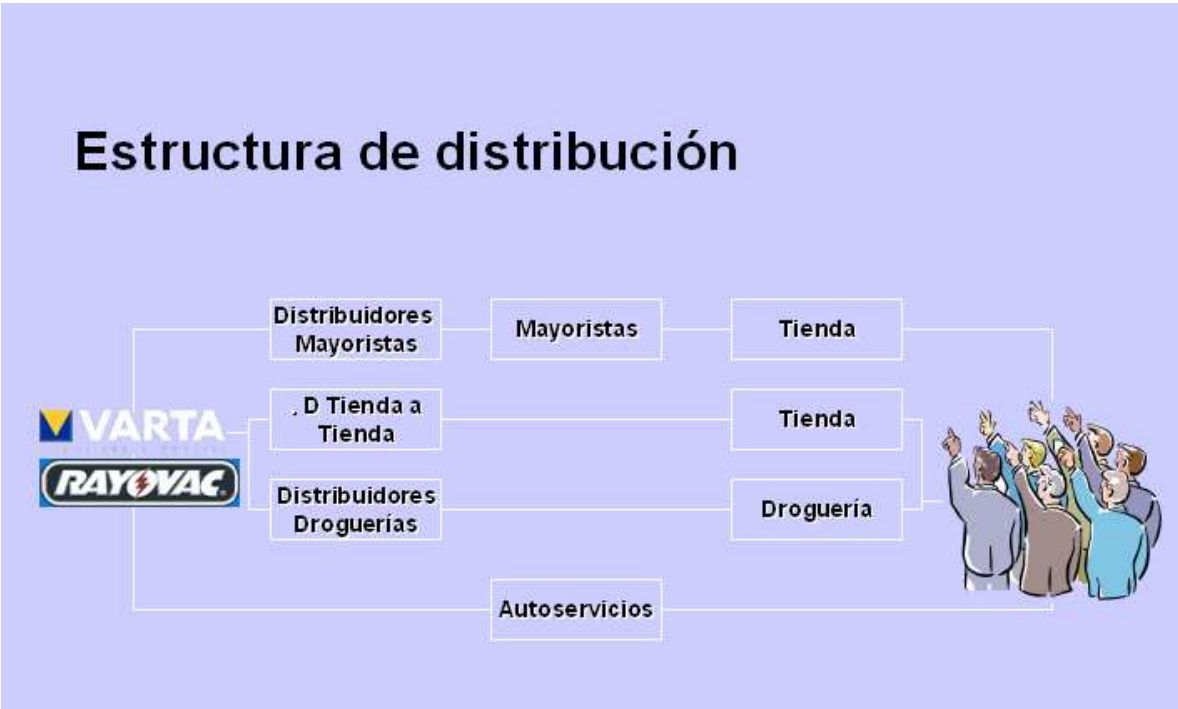 Estructura de distribución
Distribuidores
Mayoristas
Mayoristas
Tienda
VARTA
RAYOVAC
. D Tienda a
Tienda
Tienda
Distribuidores
Droguerías
Droguería
Autoservicios